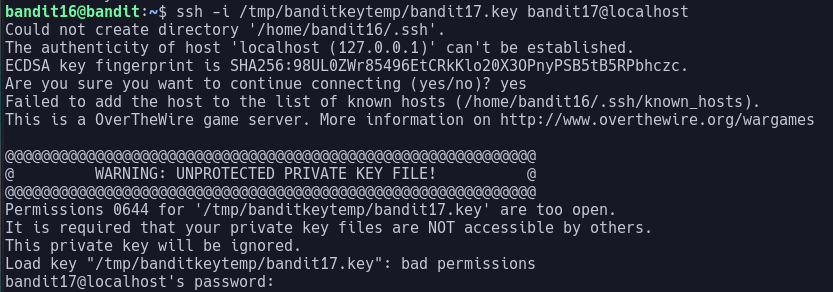 bandit16@bandit:~$ ssh -i /tmp/banditkeytemp/bandit17.key bandit17@localhost
Could not create directory '/home/bandit16/.ssh'.
The authenticity of host 'localhost (127.0.0.1)' can't be established.
ECDSA key fingerprint is SHA256:98UL0ZWr85496EtCRkKlo20X3OPnyPSB5tB5RPbhczc.
Are you sure you want to continue connecting (yes/no)? yes
Failed to add the host to the list of known hosts (/home/bandit16/.ssh/known_hosts).
This is a OverTheWire game server. More information on http://www.overthewire.org/wargames
@@@@@@@@@@@@@@@@@@@@@@@@@@@@@@@@@@@@@@@@@@@@@@@@@@@@@@@@@@@
@         WARNING: UNPROTECTED PRIVATE KEY FILE!          @
@@@@@@@@@@@@@@@@@@@@@@@@@@@@@@@@@@@@@@@@@@@@@@@@@@@@@@@@@@@
Permissions 0644 for '/tmp/banditkeytemp/bandit17.key' are too open.
It is required that your private key files are NOT accessible by others.
This private key will be ignored.
Load key "/tmp/banditkeytemp/bandit17.key": bad permissions
bandit17@localhost's password: